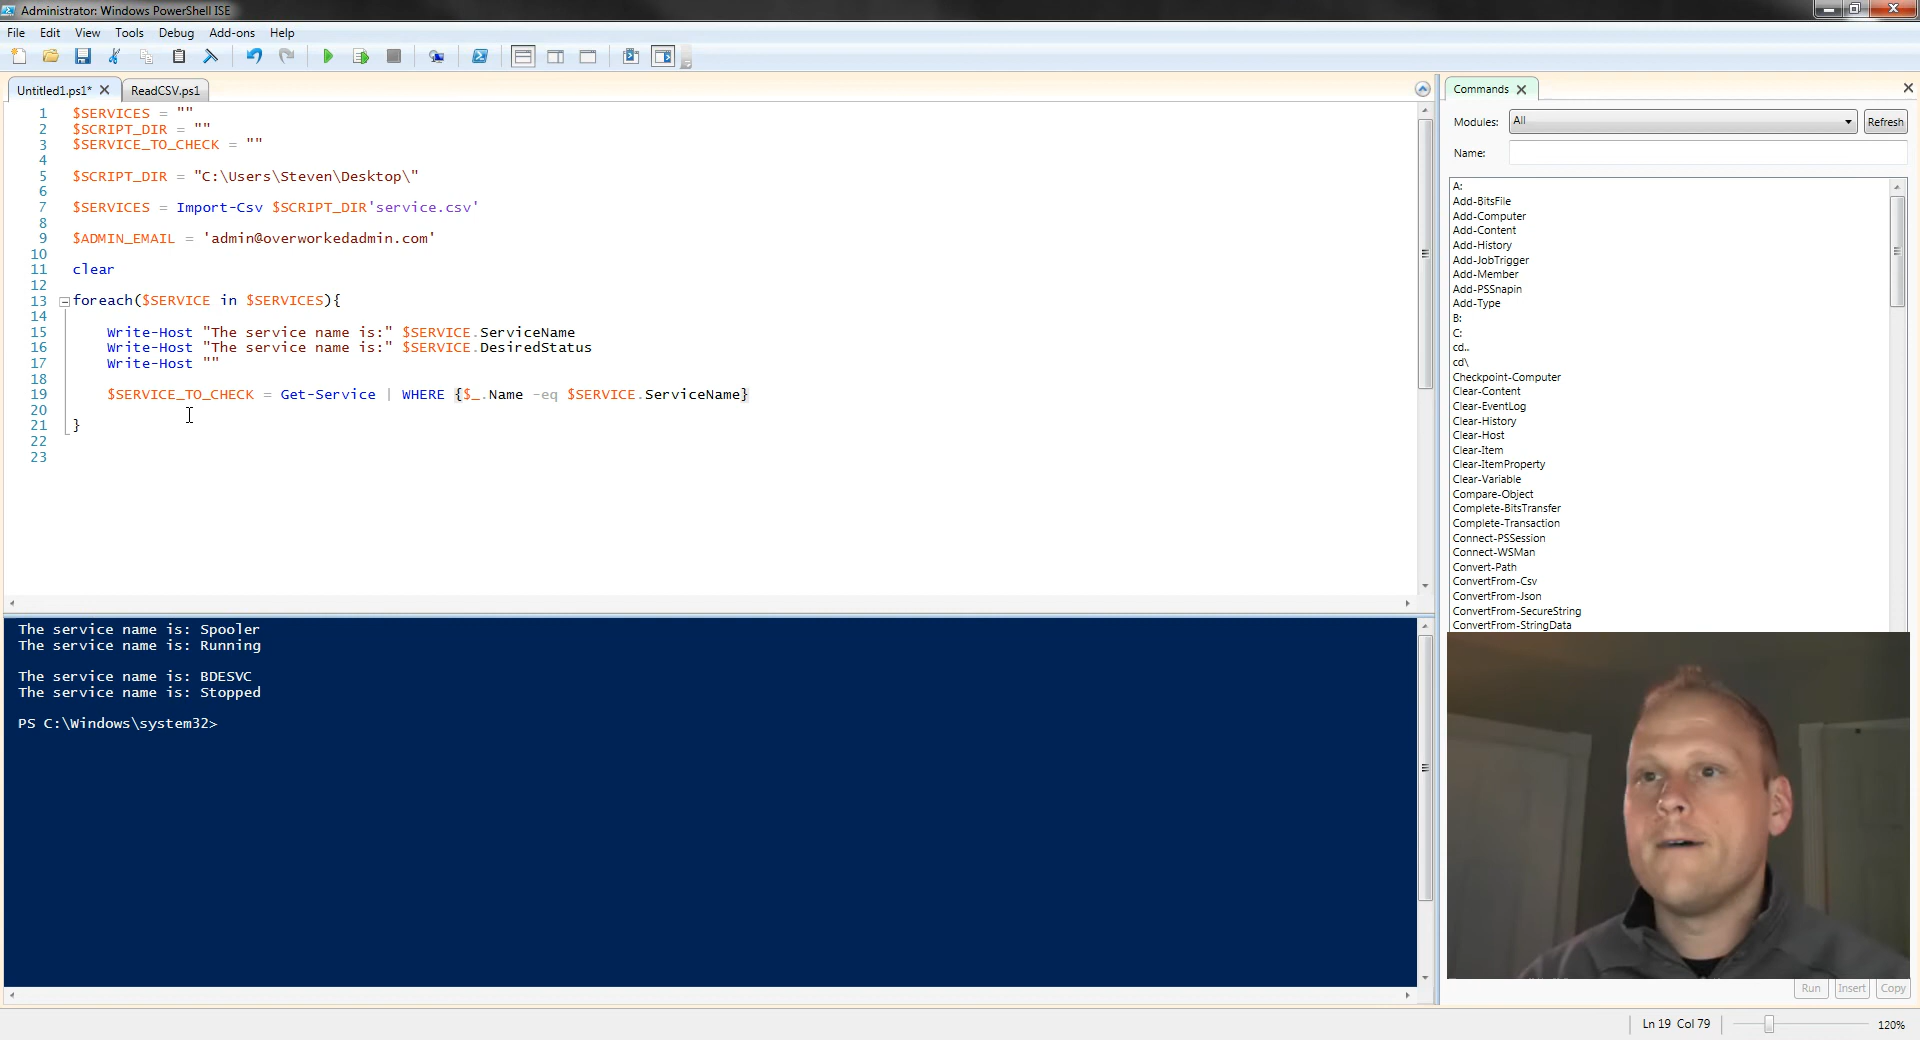 Administrator: Windows PowerShell ISE
File Edit View Tools Debug Add-ons Help
Untitled1.ps1* ReadCSV.ps1
1 $SERVICES = ""
2 $SCRIPT_DIR = ""
3 $SERVICE_TO_CHECK = ""
4
5 $SCRIPT_DIR = "C:\Users\Steven\Desktop\"
6
7 $SERVICES = Import-Csv $SCRIPT_DIR'service.csv'
8
9 $ADMIN_EMAIL = 'admin@overworkedadmin.com'
10
11 clear
12
13 foreach($SERVICE in $SERVICES){
14
15 Write-Host "The service name is:" $SERVICE.ServiceName
16 Write-Host "The service name is:" $SERVICE.DesiredStatus
17 Write-Host ""
18
19 $SERVICE_TO_CHECK = Get-Service | WHERE {$_.Name -eq $SERVICE.ServiceName}
20
21 }
22
23
The service name is: Spooler
The service name is: Running
The service name is: BDESVC
The service name is: Stopped
PS C:\Windows\system32>
Commands
Modules: All Refresh
Name:
A:
Add-BitsFile
Add-Computer
Add-Content
Add-History
Add-JobTrigger
Add-Member
Add-PSSnapin
Add-Type
B:
C:
cd..
cd\
Checkpoint-Computer
Clear-Content
Clear-EventLog
Clear-History
Clear-Host
Clear-Item
Clear-ItemProperty
Clear-Variable
Compare-Object
Complete-BitsTransfer
Complete-Transaction
Connect-PSSession
Connect-WSMan
Convert-Path
ConvertFrom-Csv
ConvertFrom-Json
ConvertFrom-SecureString
ConvertFrom-StringData
Run Insert Copy
Ln 19 Col 79 120%